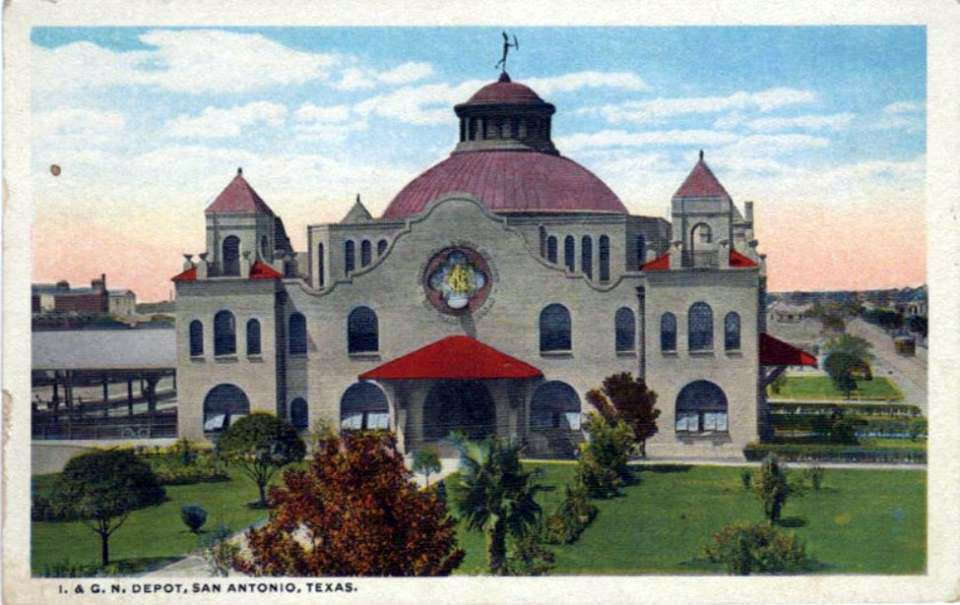 I. & G. N. DEPOT, SAN ANTONIO, TEXAS.